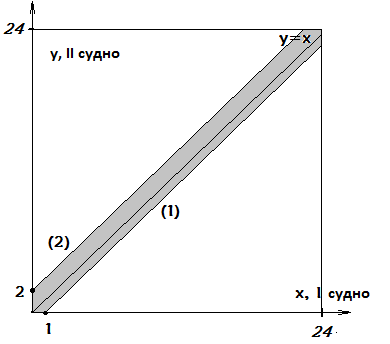 24
y, II судно
y=x
(1)
(2)
2
x, I судно
1
24